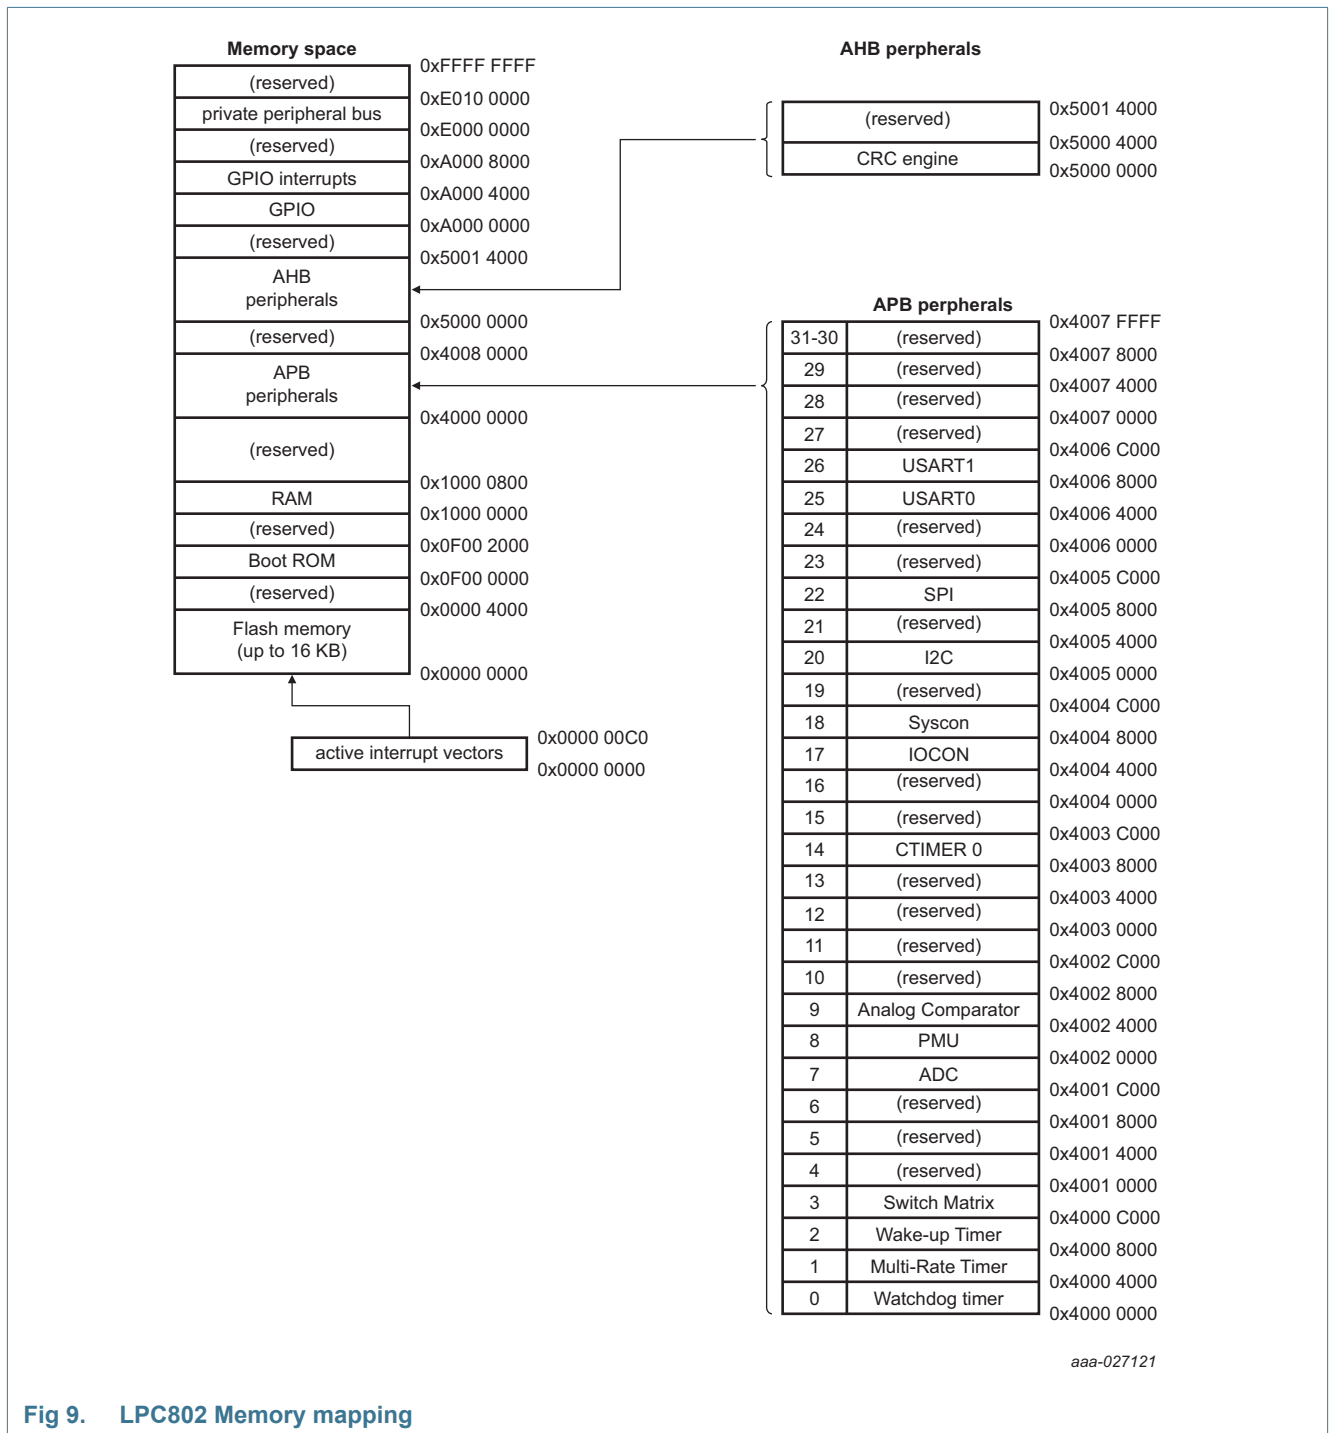 Memory space
0xFFFF FFFF
(reserved)
0xE010 0000
private peripheral bus
0xE000 0000
(reserved)
0xA000 8000
GPIO interrupts
0xA000 4000
GPIO
0xA000 0000
(reserved)
0x5001 4000
AHB
peripherals
0x5000 0000
(reserved)
0x4008 0000
APB
peripherals
0x4000 0000
(reserved)
0x1000 0800
RAM
0x1000 0000
(reserved)
0x0F00 2000
Boot ROM
0x0F00 0000
(reserved)
0x0000 4000
Flash memory
(up to 16 KB)
0x0000 0000
0x0000 00C0
active interrupt vectors
0x0000 0000
AHB perpherals
0x5001 4000
(reserved)
0x5000 4000
CRC engine
0x5000 0000
APB perpherals
0x4007 FFFF
31-30 (reserved)
0x4007 8000
29 (reserved)
0x4007 4000
28 (reserved)
0x4007 0000
27 (reserved)
0x4006 C000
26 USART1
0x4006 8000
25 USART0
0x4006 4000
24 (reserved)
0x4006 0000
23 (reserved)
0x4005 C000
22 SPI
0x4005 8000
21 (reserved)
0x4005 4000
20 I2C
0x4005 0000
19 (reserved)
0x4004 C000
18 Syscon
0x4004 8000
17 IOCON
0x4004 4000
16 (reserved)
0x4004 0000
15 (reserved)
0x4003 C000
14 CTIMER 0
0x4003 8000
13 (reserved)
0x4003 4000
12 (reserved)
0x4003 0000
11 (reserved)
0x4002 C000
10 (reserved)
0x4002 8000
9 Analog Comparator
0x4002 4000
8 PMU
0x4002 0000
7 ADC
0x4001 C000
6 (reserved)
0x4001 8000
5 (reserved)
0x4001 4000
4 (reserved)
0x4001 0000
3 Switch Matrix
0x4000 C000
2 Wake-up Timer
0x4000 8000
1 Multi-Rate Timer
0x4000 4000
0 Watchdog timer
0x4000 0000
aaa-027121
Fig 9. LPC802 Memory mapping